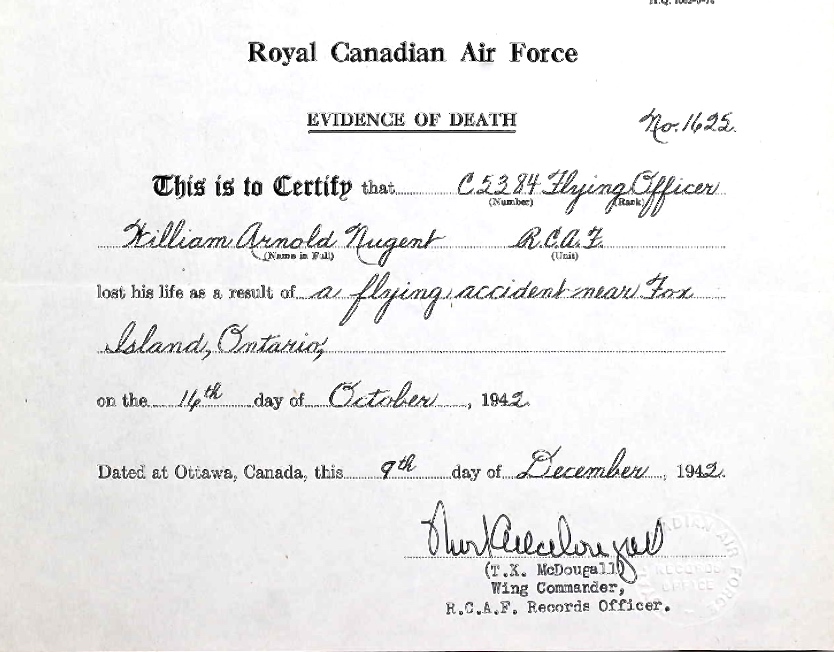 Royal Canadian Air Force
EVIDENCE OF DEATH No. 1625.
This is to Certify that C5384 Flying Officer
(Number) (Rank)
William Arnold Nugent R.C.A.F.
(Name in Full) (Unit)
lost his life as a result of a flying accident near Fox
Island, Ontario,
on the 16th day of October, 1942.
Dated at Ottawa, Canada, this 9th day of December, 1942.
(T.K. McDougall)
Wing Commander,
R.C.A.F. Records Officer.